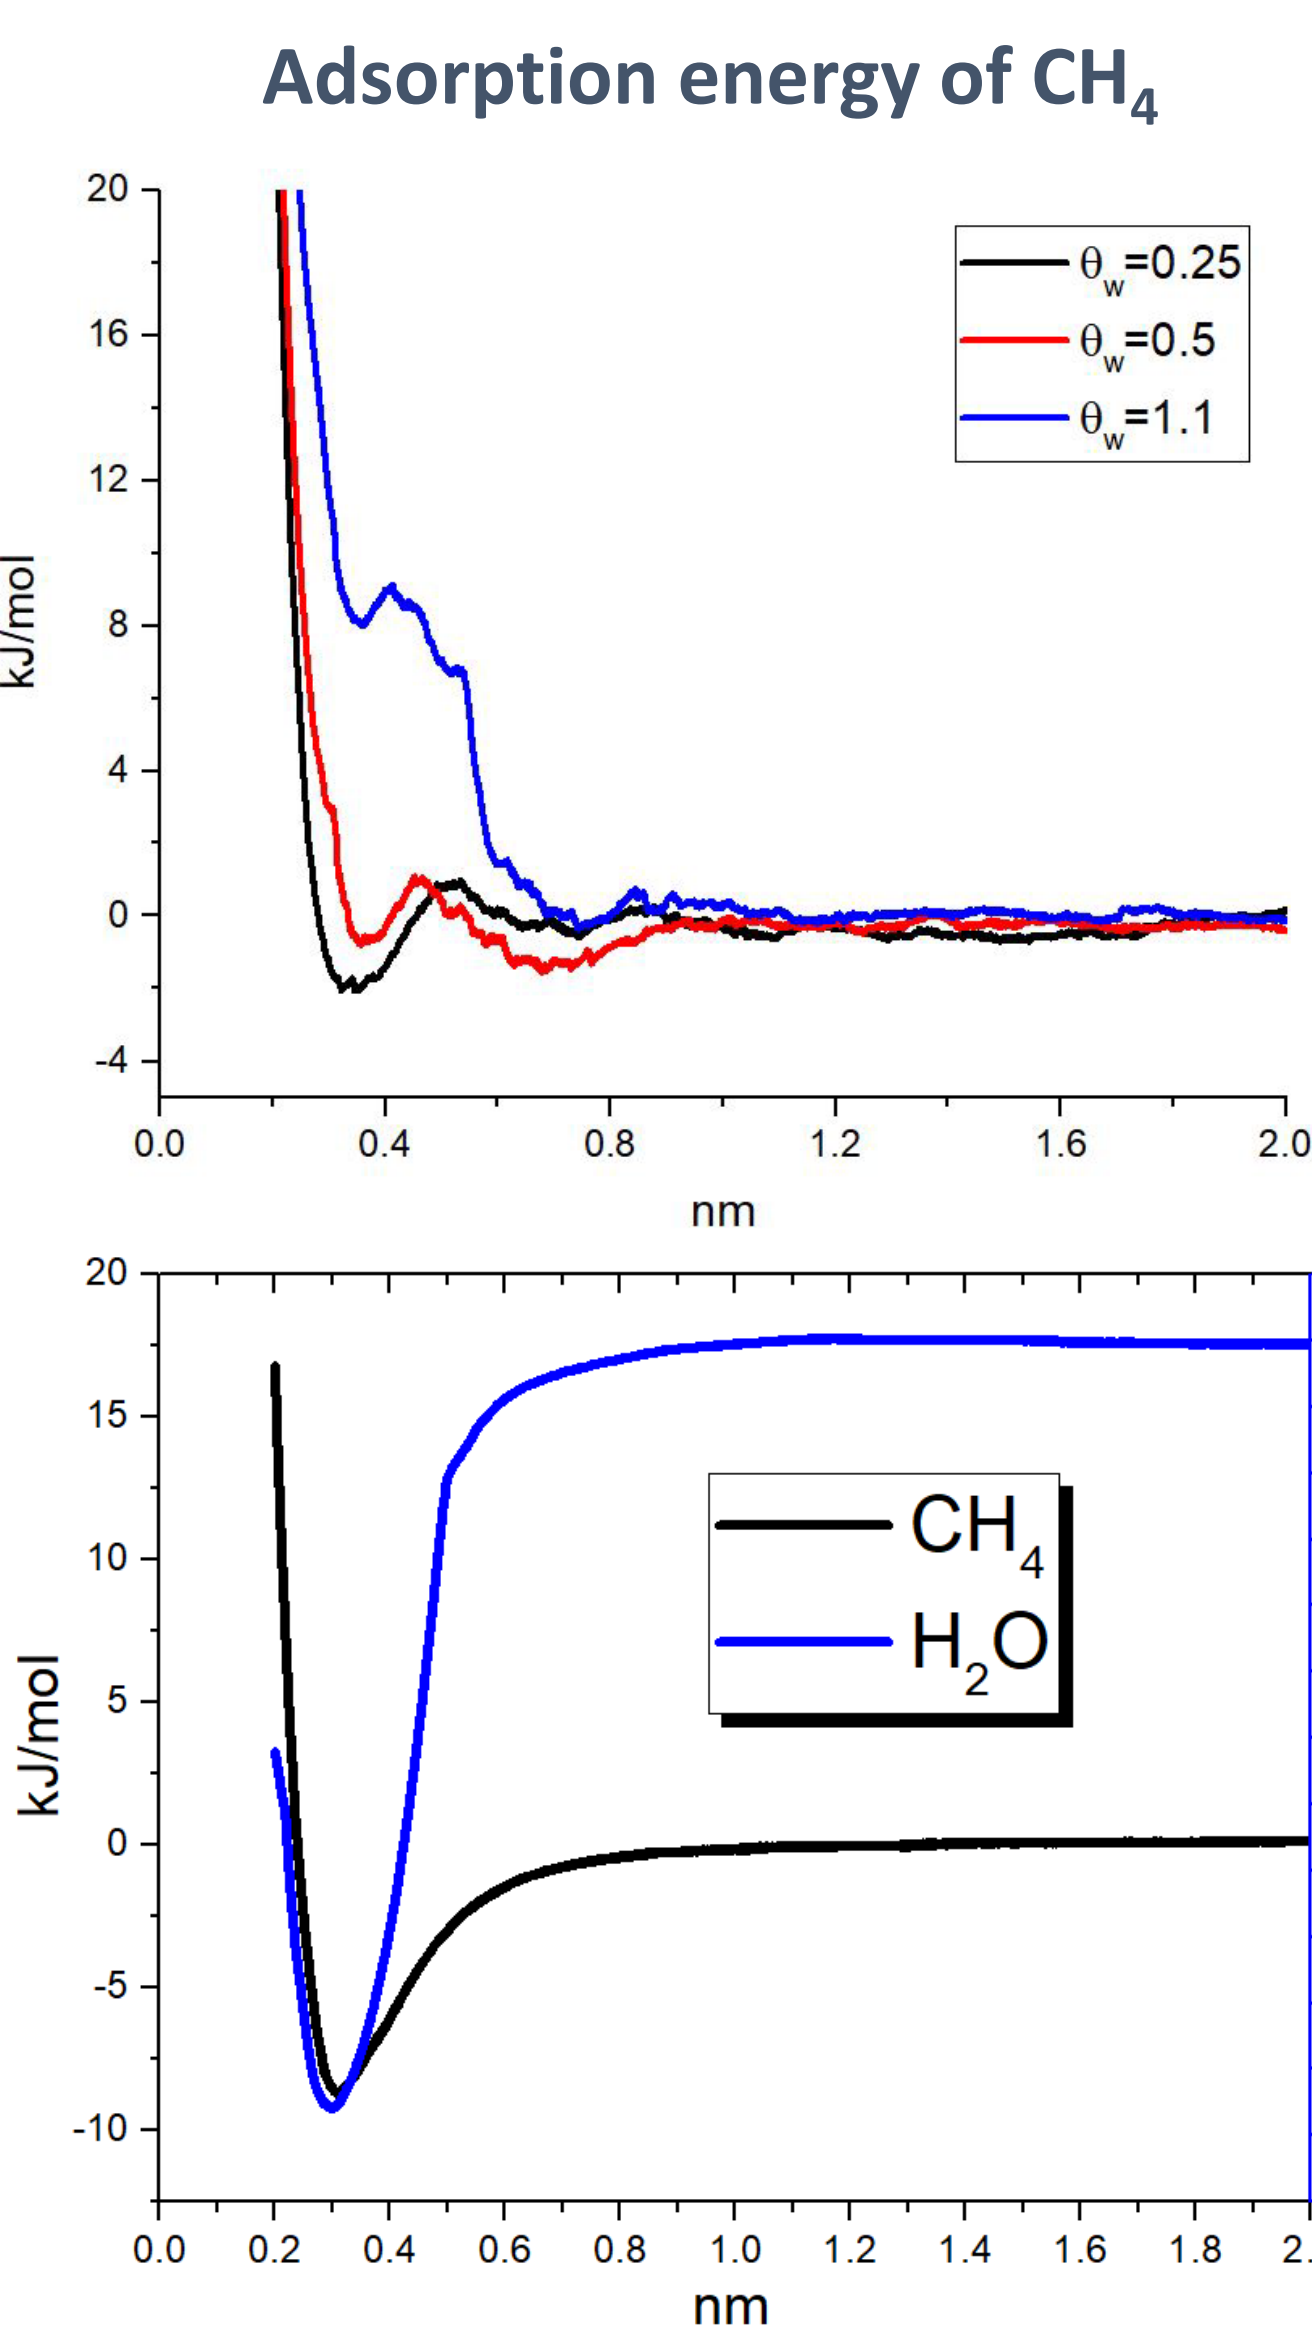 Adsorption energy of CH₄
20
16
12
8
4
0
-4
kJ/mol
θw=0.25
θw=0.5
θw=1.1
0.0 0.4 0.8 1.2 1.6 2.0
nm
20
15
10
5
0
-5
-10
kJ/mol
CH₄
H₂O
0.0 0.2 0.4 0.6 0.8 1.0 1.2 1.4 1.6 1.8 2.
nm